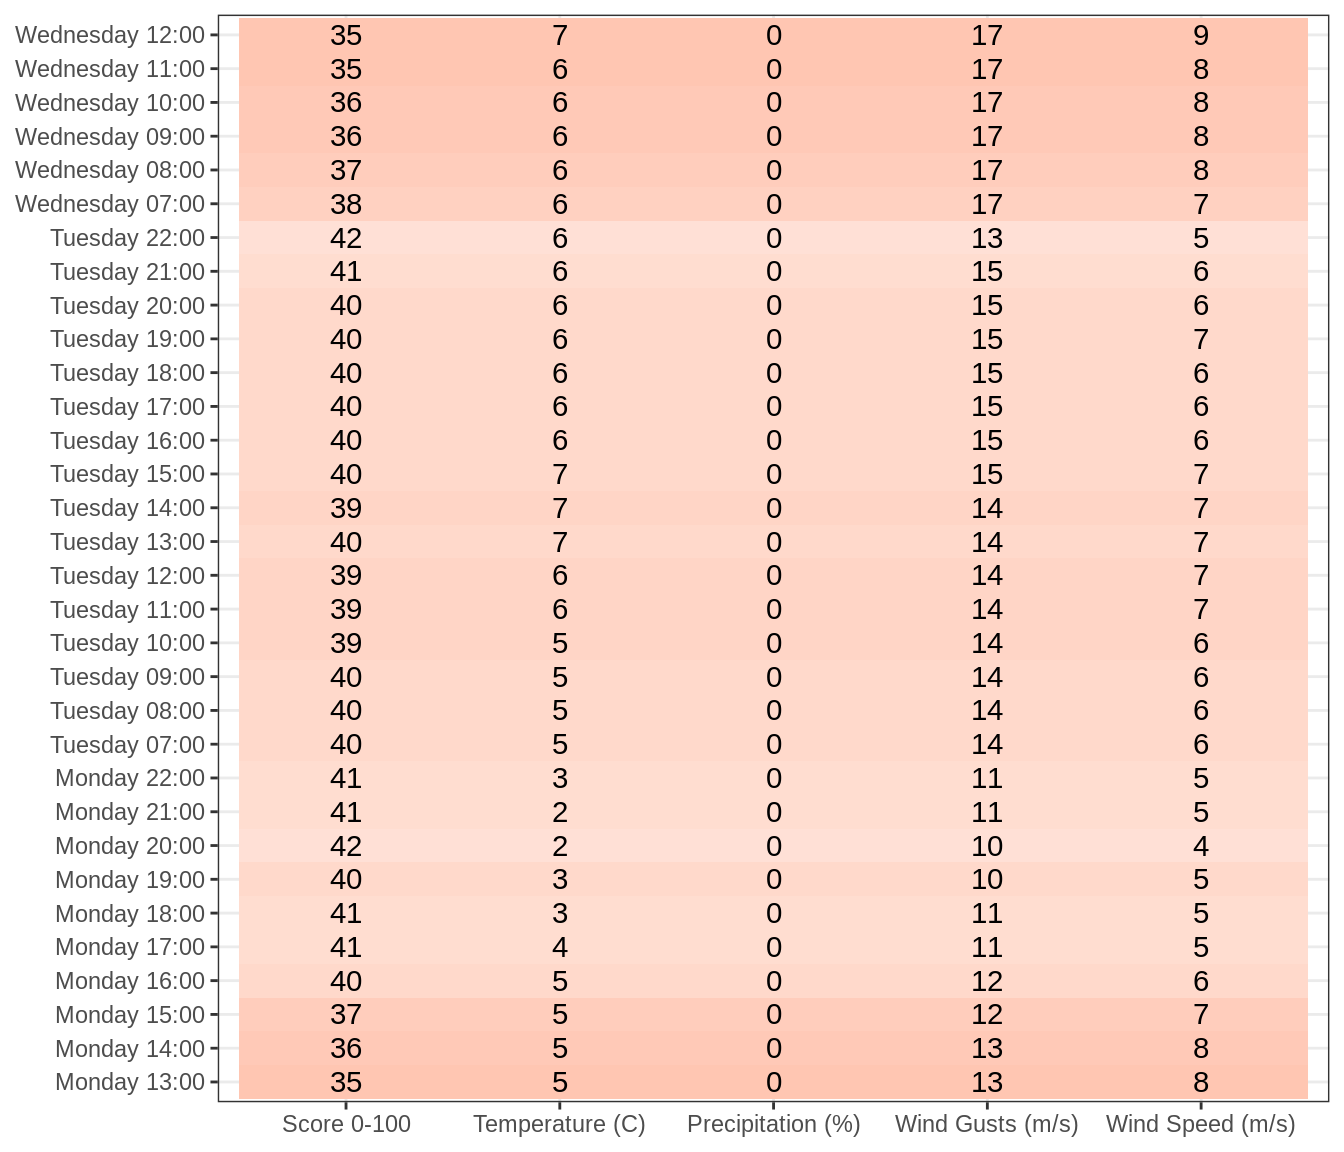 Wednesday 12:00 35 7 0 17 9
Wednesday 11:00 35 6 0 17 8
Wednesday 10:00 36 6 0 17 8
Wednesday 09:00 36 6 0 17 8
Wednesday 08:00 37 6 0 17 8
Wednesday 07:00 38 6 0 17 7
Tuesday 22:00 42 6 0 13 5
Tuesday 21:00 41 6 0 15 6
Tuesday 20:00 40 6 0 15 6
Tuesday 19:00 40 6 0 15 7
Tuesday 18:00 40 6 0 15 6
Tuesday 17:00 40 6 0 15 6
Tuesday 16:00 40 6 0 15 6
Tuesday 15:00 40 7 0 15 7
Tuesday 14:00 39 7 0 14 7
Tuesday 13:00 40 7 0 14 7
Tuesday 12:00 39 6 0 14 7
Tuesday 11:00 39 6 0 14 7
Tuesday 10:00 39 5 0 14 6
Tuesday 09:00 40 5 0 14 6
Tuesday 08:00 40 5 0 14 6
Tuesday 07:00 40 5 0 14 6
Monday 22:00 41 3 0 11 5
Monday 21:00 41 2 0 11 5
Monday 20:00 42 2 0 10 4
Monday 19:00 40 3 0 10 5
Monday 18:00 41 3 0 11 5
Monday 17:00 41 4 0 11 5
Monday 16:00 40 5 0 12 6
Monday 15:00 37 5 0 12 7
Monday 14:00 36 5 0 13 8
Monday 13:00 35 5 0 13 8
Score 0-100 Temperature (C) Precipitation (%) Wind Gusts (m/s) Wind Speed (m/s)